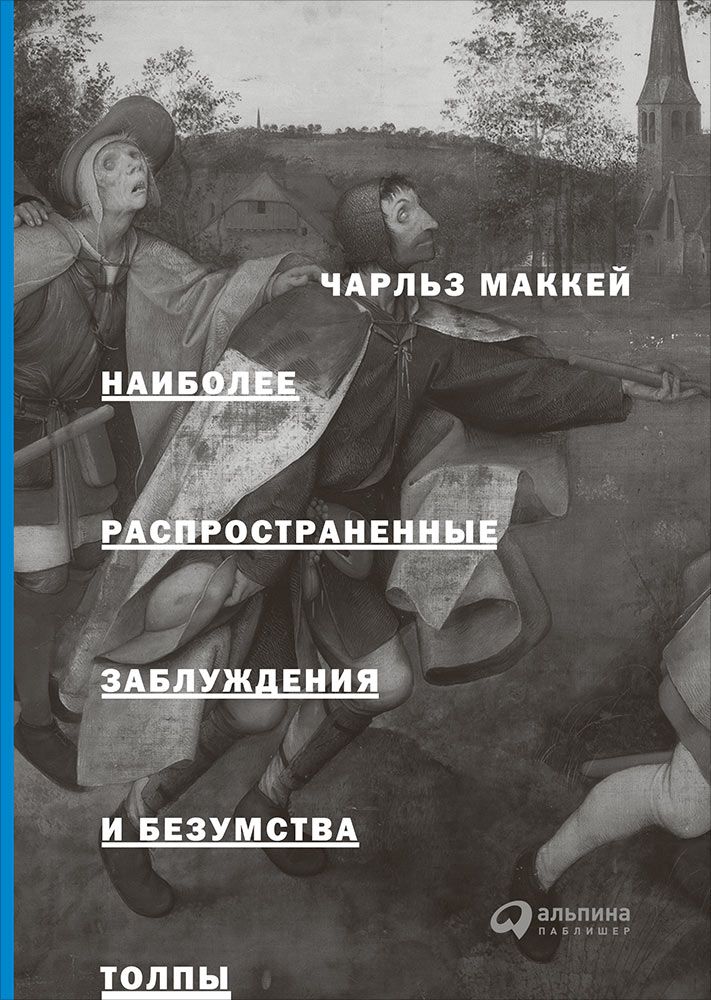 ЧАРЛЬЗ МАККЕЙ
НАИБОЛЕЕ
РАСПРОСТРАНЕННЫЕ
ЗАБЛУЖДЕНИЯ
И БЕЗУМСТВА
альпина
ПАБЛИШЕР
ТОЛПЫ